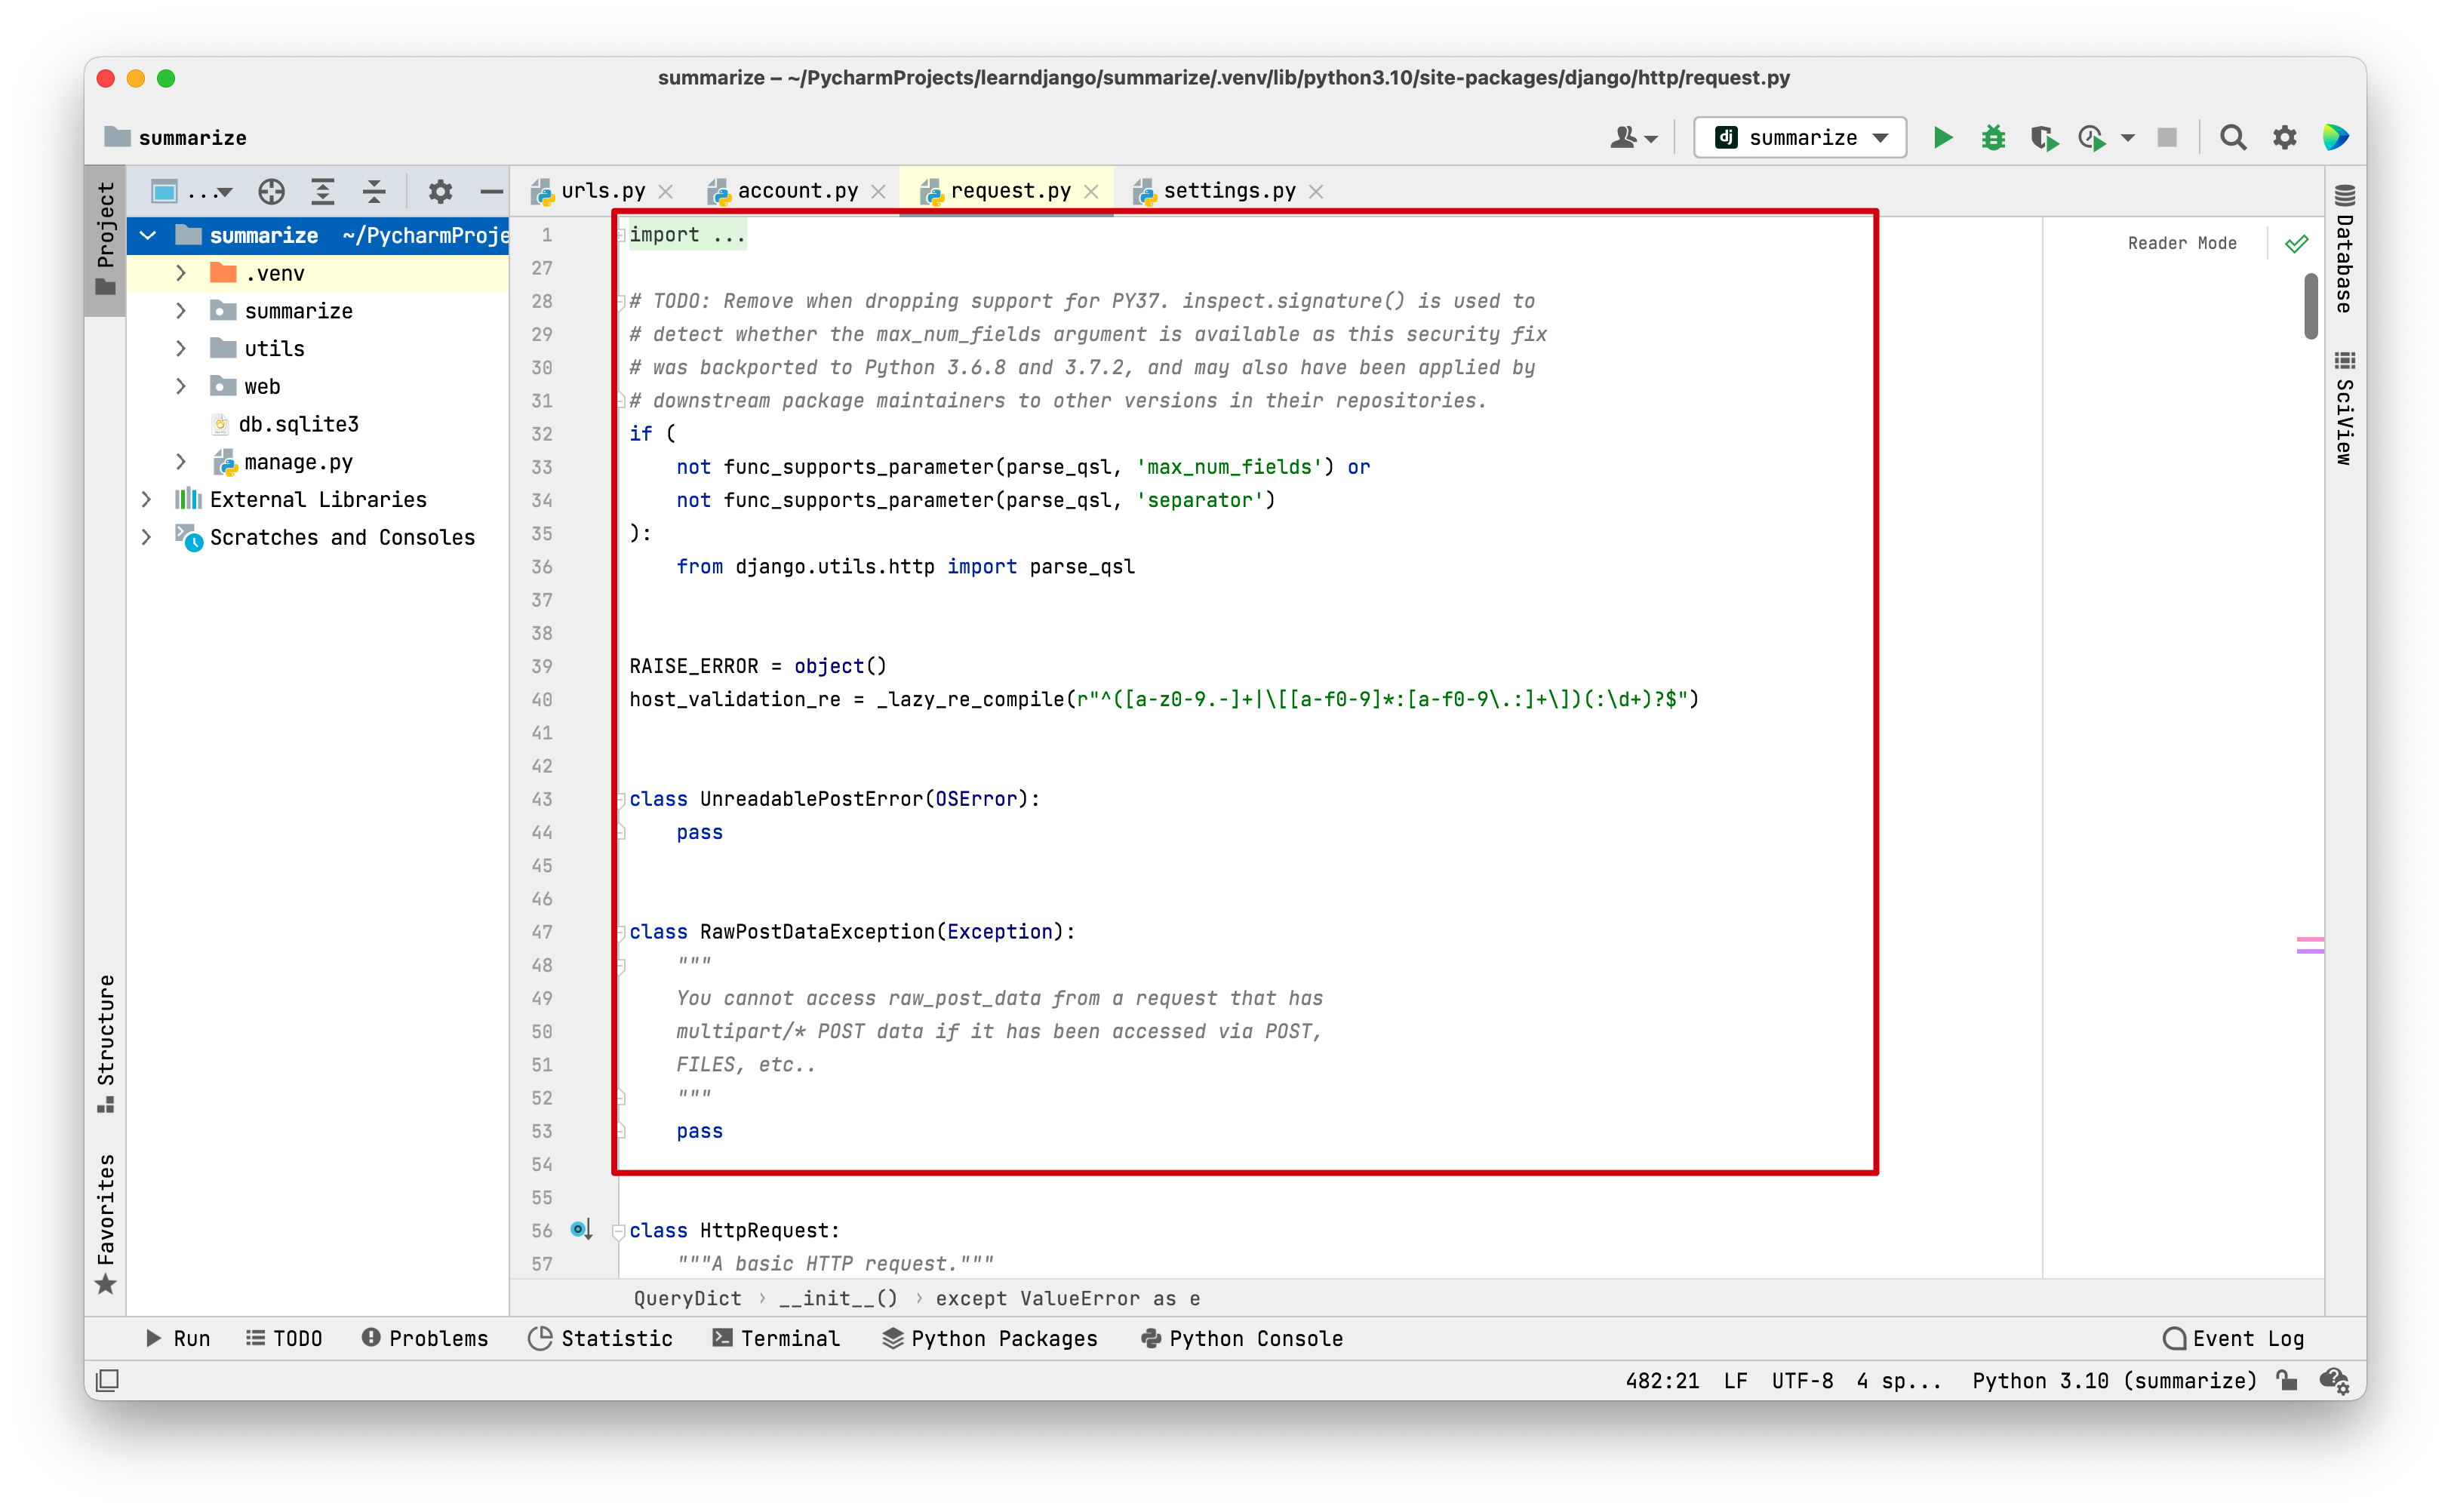 summarize – ~/PycharmProjects/learndjango/summarize/.venv/lib/python3.10/site-packages/django/http/request.py
summarize
dj summarize
Project
...
urls.py
account.py
request.py
settings.py
summarize ~/PycharmProje
.venv
summarize
utils
web
db.sqlite3
manage.py
External Libraries
Scratches and Consoles
Structure
Favorites
1 import ...
27
28 # TODO: Remove when dropping support for PY37. inspect.signature() is used to
29 # detect whether the max_num_fields argument is available as this security fix
30 # was backported to Python 3.6.8 and 3.7.2, and may also have been applied by
31 # downstream package maintainers to other versions in their repositories.
32 if (
33     not func_supports_parameter(parse_qsl, 'max_num_fields') or
34     not func_supports_parameter(parse_qsl, 'separator')
35 ):
36     from django.utils.http import parse_qsl
37
38
39 RAISE_ERROR = object()
40 host_validation_re = _lazy_re_compile(r"^([a-z0-9.-]+|\[[a-f0-9]*:[a-f0-9\.:]+\])(:\d+)?$")
41
42
43 class UnreadablePostError(OSError):
44     pass
45
46
47 class RawPostDataException(Exception):
48     """
49     You cannot access raw_post_data from a request that has
50     multipart/* POST data if it has been accessed via POST,
51     FILES, etc..
52     """
53     pass
54
55
56 class HttpRequest:
57     """A basic HTTP request."""
Reader Mode
Database
SciView
QueryDict › __init__() › except ValueError as e
Run
TODO
Problems
Statistic
Terminal
Python Packages
Python Console
Event Log
482:21 LF UTF-8 4 sp... Python 3.10 (summarize)